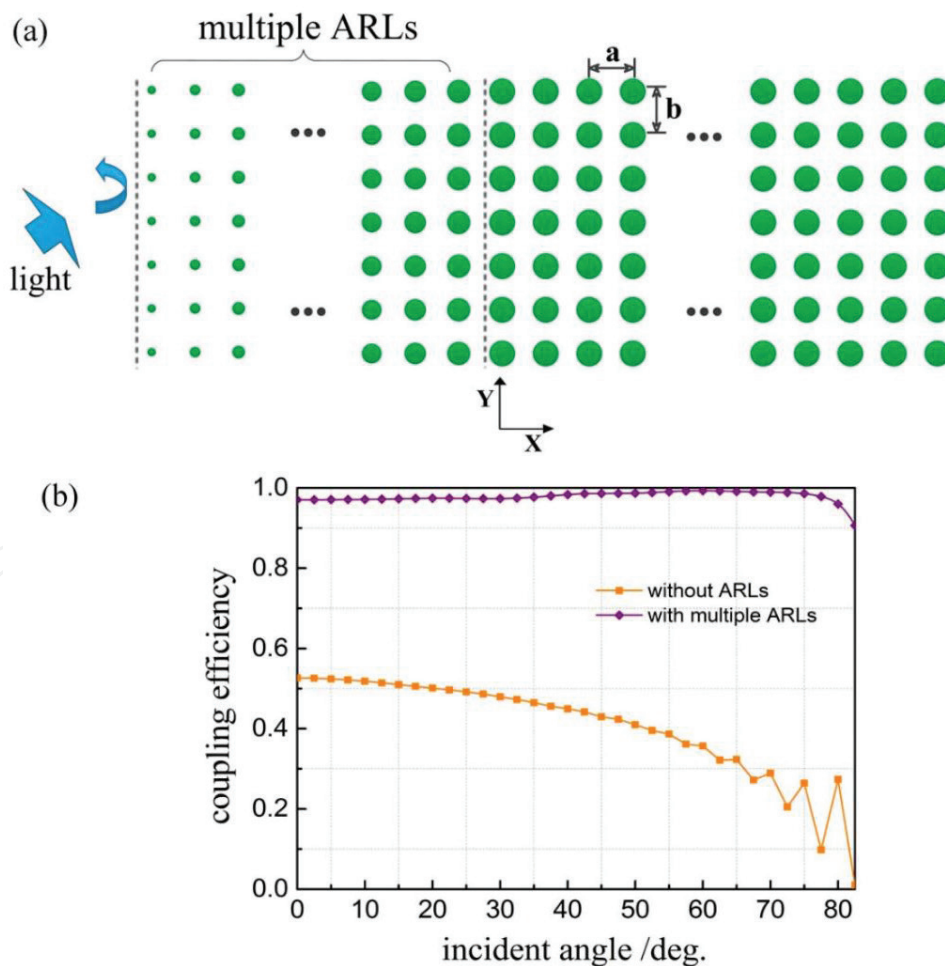 (a)
multiple ARLs
a
b
light
Y
X
(b)
1.0
0.8
0.6
0.4
0.2
0.0
coupling efficiency
without ARLs
with multiple ARLs
0 10 20 30 40 50 60 70 80
incident angle /deg.